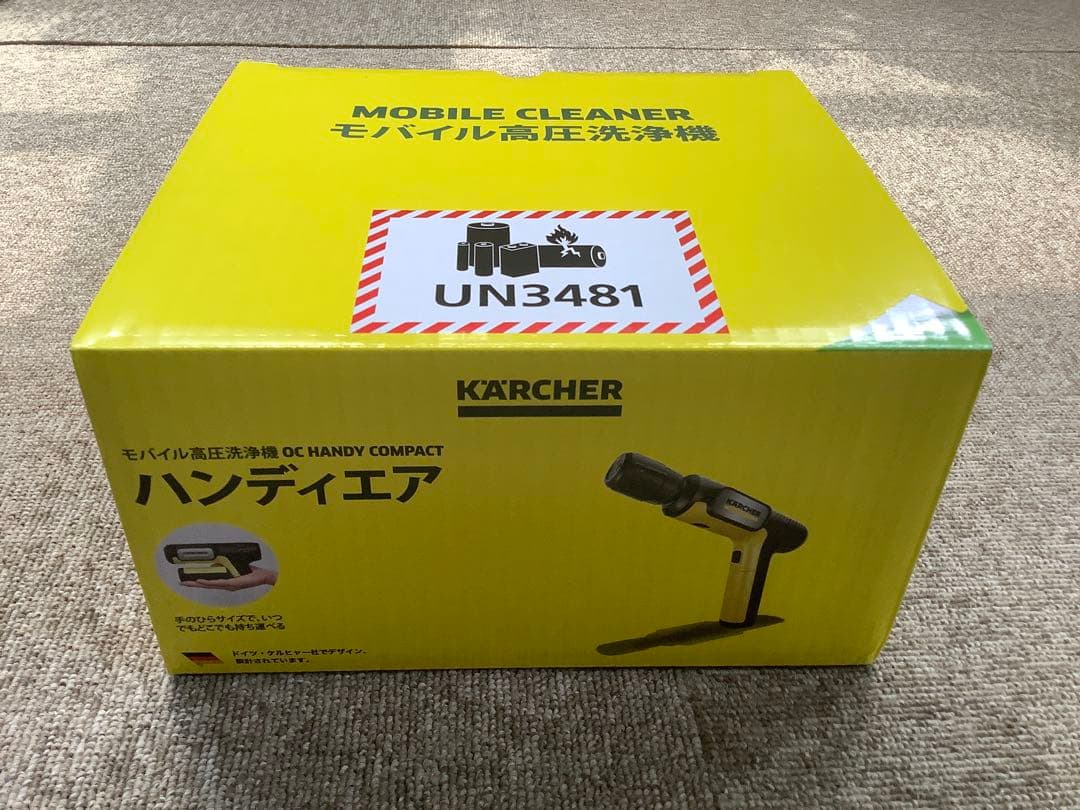 MOBILE CLEANER
モバイル高圧洗浄機
UN3481
KÄRCHER
モバイル高圧洗浄機 OC HANDY COMPACT
ハンディエア
KÄRCHER
手のひらサイズで、いつ
でもどこでも持ち運べる
ドイツ・ケルヒャー社でデザイン、
設計されています。